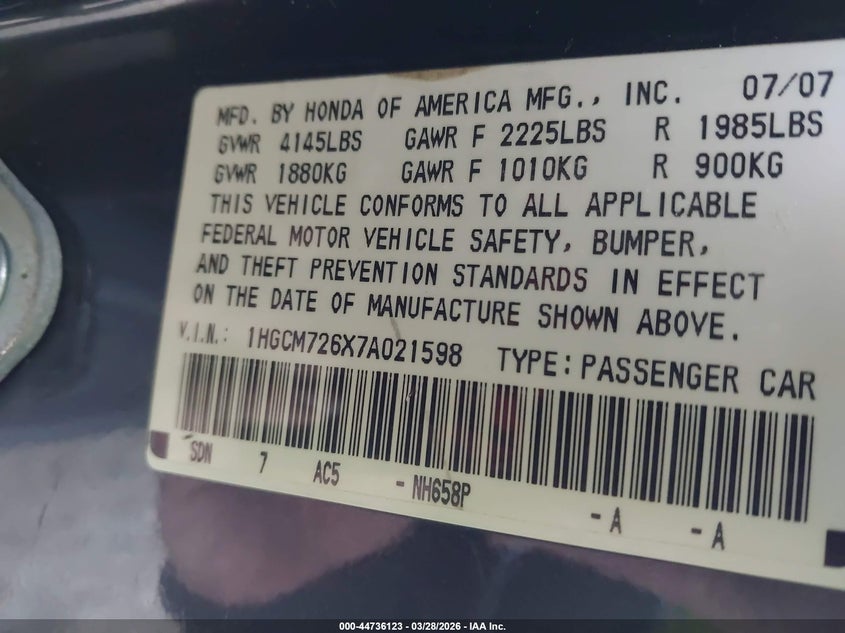 MFD. BY HONDA OF AMERICA MFG., INC. 07/07
GVWR 4145LBS GAWR F 2225LBS R 1985LBS
GVWR 1880KG GAWR F 1010KG R 900KG
THIS VEHICLE CONFORMS TO ALL APPLICABLE
FEDERAL MOTOR VEHICLE SAFETY, BUMPER,
AND THEFT PREVENTION STANDARDS IN EFFECT
ON THE DATE OF MANUFACTURE SHOWN ABOVE.
V.I.N.: 1HGCM726X7A021598 TYPE: PASSENGER CAR
SDN 7 AC5 - NH658P - A - A
000-44736123 | 03/28/2026 - IAA Inc.